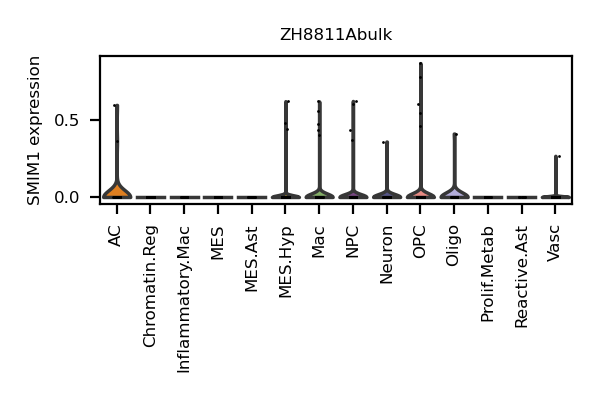 ZH8811Abulk
SMIM1 expression
0.5
0.0
AC
Chromatin.Reg
Inflammatory.Mac
MES
MES.Ast
MES.Hyp
Mac
NPC
Neuron
OPC
Oligo
Prolif.Metab
Reactive.Ast
Vasc